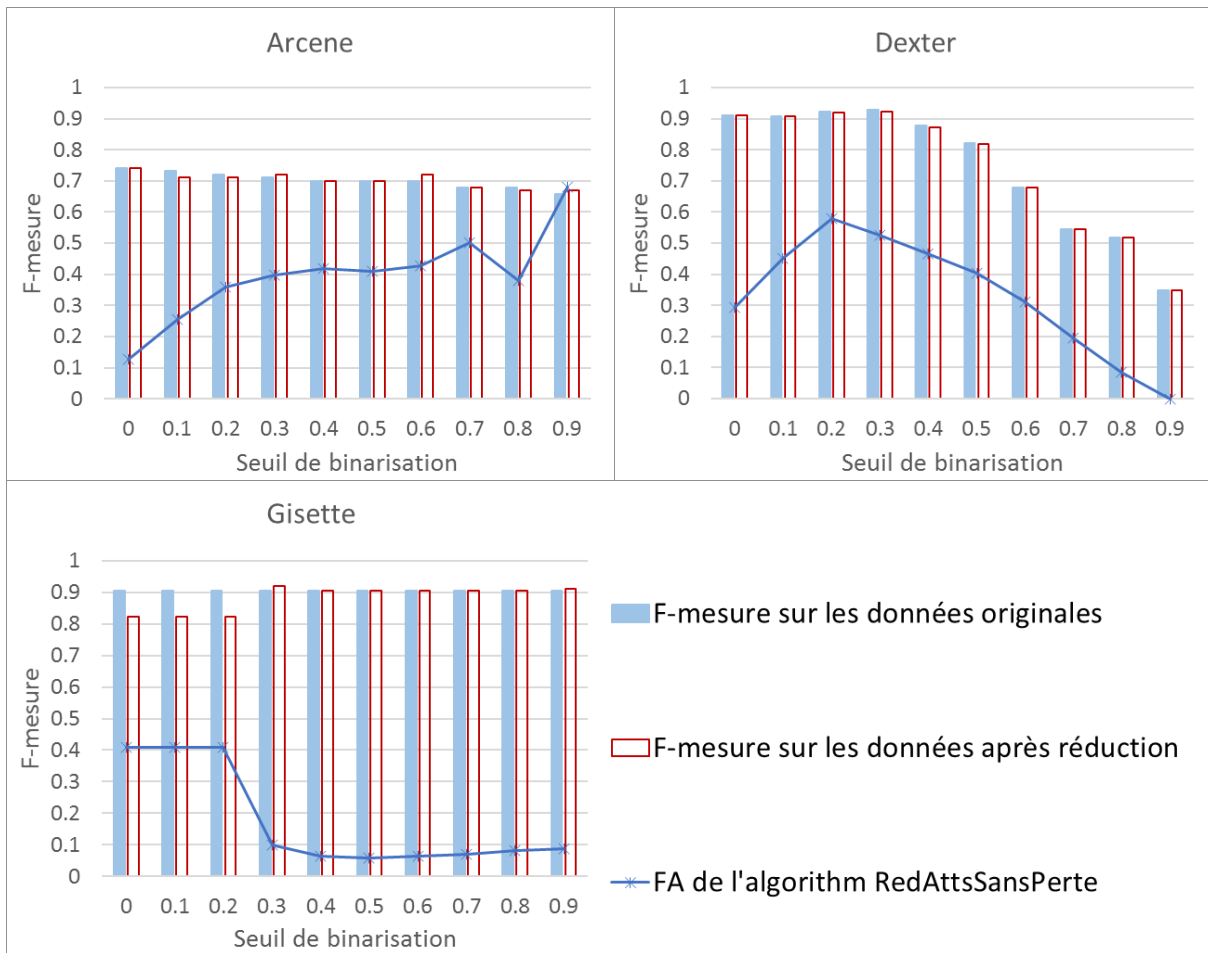 Arcene
F-mesure
1
0.9
0.8
0.7
0.6
0.5
0.4
0.3
0.2
0.1
0
0 0.1 0.2 0.3 0.4 0.5 0.6 0.7 0.8 0.9
Seuil de binarisation
Dexter
F-mesure
1
0.9
0.8
0.7
0.6
0.5
0.4
0.3
0.2
0.1
0
0 0.1 0.2 0.3 0.4 0.5 0.6 0.7 0.8 0.9
Seuil de binarisation
Gisette
F-mesure
1
0.9
0.8
0.7
0.6
0.5
0.4
0.3
0.2
0.1
0
0 0.1 0.2 0.3 0.4 0.5 0.6 0.7 0.8 0.9
Seuil de binarisation
F-mesure sur les données originales
F-mesure sur les données après réduction
FA de l'algorithm RedAttsSansPerte